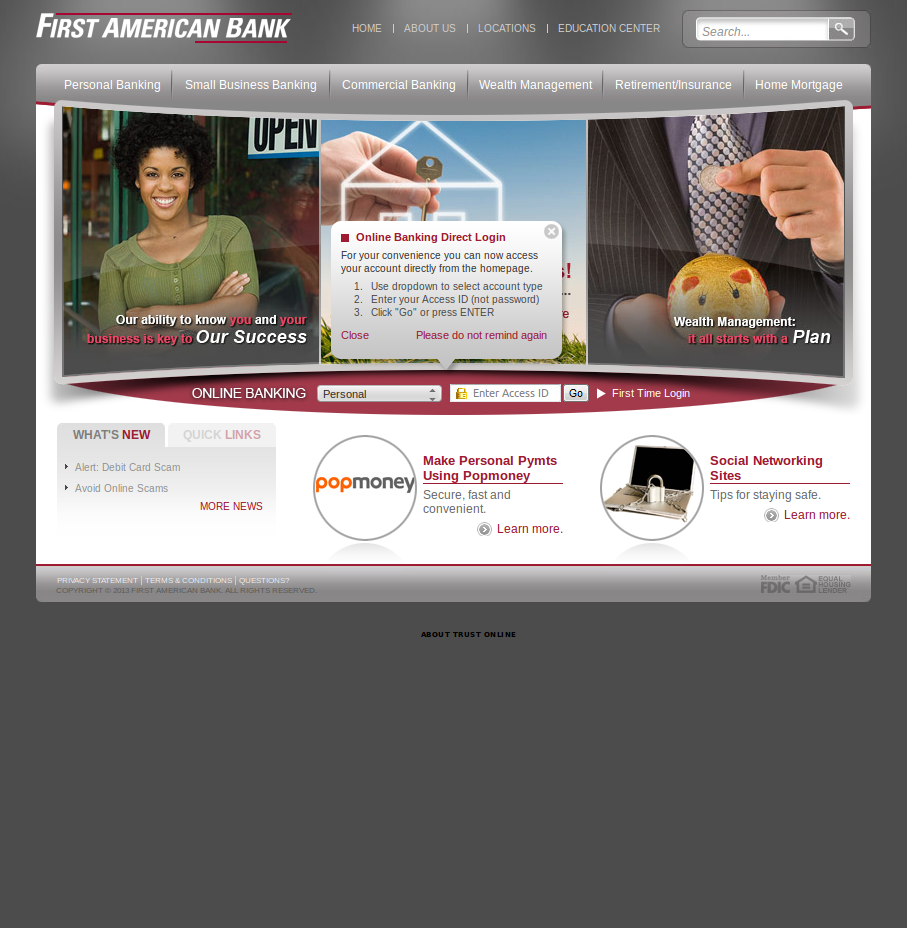 FIRST AMERICAN BANK
HOME
ABOUT US
LOCATIONS
EDUCATION CENTER
Search...
Personal Banking
Small Business Banking
Commercial Banking
Wealth Management
Retirement/Insurance
Home Mortgage
OPEN
Our ability to know you and your
business is key to Our Success
s!
...
e
Online Banking Direct Login
For your convenience you can now access
your account directly from the homepage.
1. Use dropdown to select account type
2. Enter your Access ID (not password)
3. Click "Go" or press ENTER
Close
Please do not remind again
Wealth Management:
it all starts with a Plan
ONLINE BANKING
Personal
Enter Access ID
Go
First Time Login
WHAT'S NEW
QUICK LINKS
Alert: Debit Card Scam
Avoid Online Scams
MORE NEWS
popmoney
Make Personal Pymts
Using Popmoney
Secure, fast and
convenient.
Learn more.
Social Networking
Sites
Tips for staying safe.
Learn more.
PRIVACY STATEMENT | TERMS & CONDITIONS | QUESTIONS?
COPYRIGHT © 2013 FIRST AMERICAN BANK. ALL RIGHTS RESERVED.
Member
FDIC
EQUAL
HOUSING
LENDER
ABOUT TRUST ONLINE